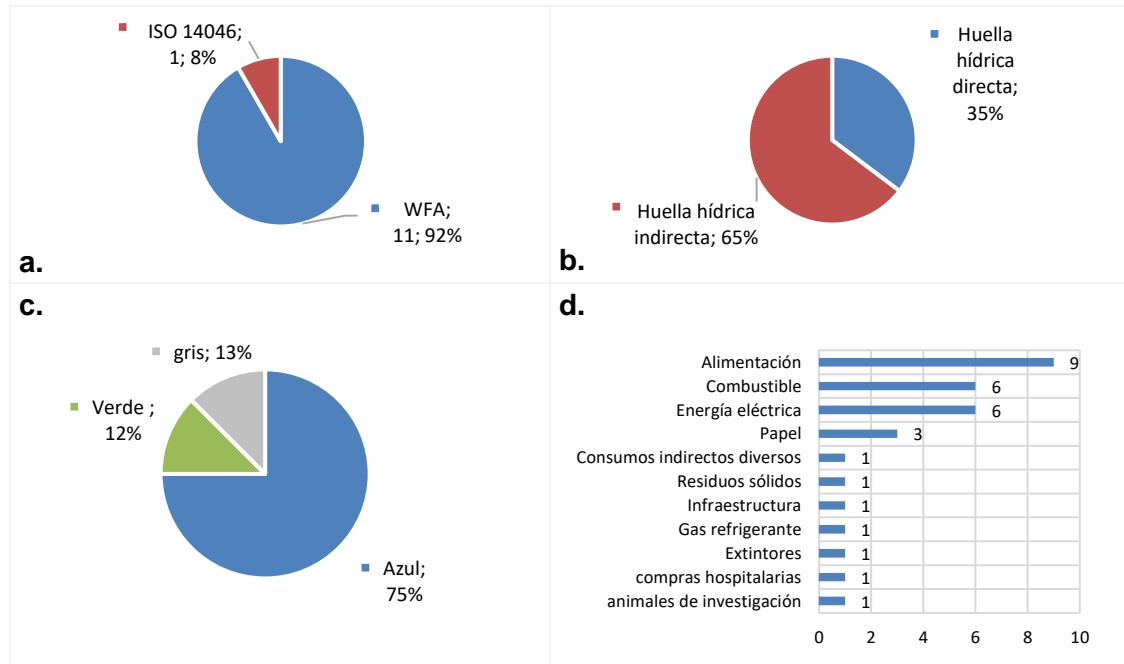 ISO 14046;
1; 8%
WFA;
11; 92%
a.
Huella
hídrica
directa;
35%
Huella hídrica
indirecta; 65%
b.
c.
gris; 13%
Verde ;
12%
Azul;
75%
d.
Alimentación 9
Combustible 6
Energía eléctrica 6
Papel 3
Consumos indirectos diversos 1
Residuos sólidos 1
Infraestructura 1
Gas refrigerante 1
Extintores 1
compras hospitalarias 1
animales de investigación 1
0 2 4 6 8 10